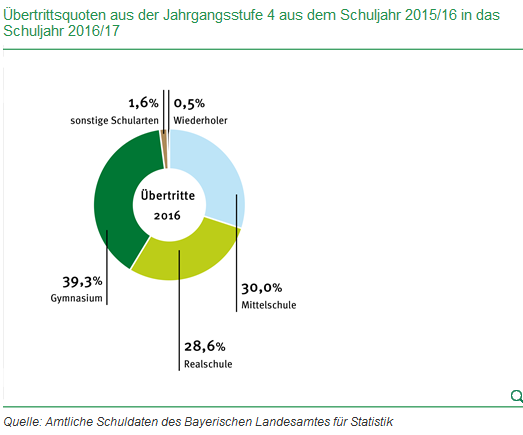 Übertrittsquoten aus der Jahrgangsstufe 4 aus dem Schuljahr 2015/16 in das
Schuljahr 2016/17
1,6%
sonstige Schularten
0,5%
Wiederholer
Übertritte
2016
39,3%
Gymnasium
30,0%
Mittelschule
28,6%
Realschule
Quelle: Amtliche Schuldaten des Bayerischen Landesamtes für Statistik